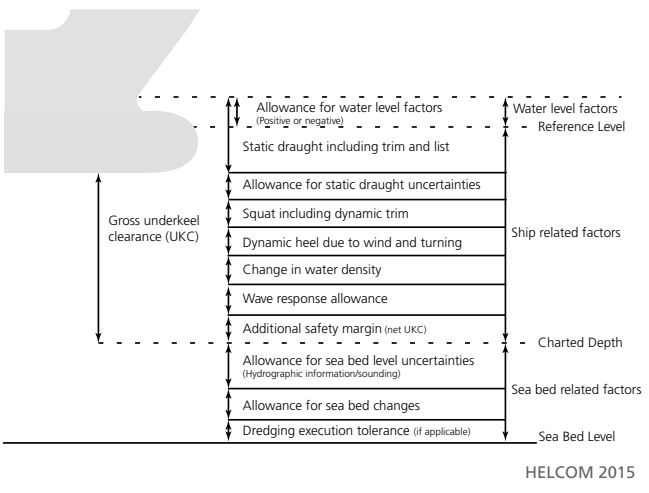 Allowance for water level factors
(Positive or negative)
Water level factors
Reference Level
Static draught including trim and list
Allowance for static draught uncertainties
Gross underkeel
clearance (UKC)
Squat including dynamic trim
Ship related factors
Dynamic heel due to wind and turning
Change in water density
Wave response allowance
Additional safety margin (net UKC)
Charted Depth
Allowance for sea bed level uncertainties
(Hydrographic information/sounding)
Sea bed related factors
Allowance for sea bed changes
Dredging execution tolerance (if applicable)
Sea Bed Level
HELCOM 2015